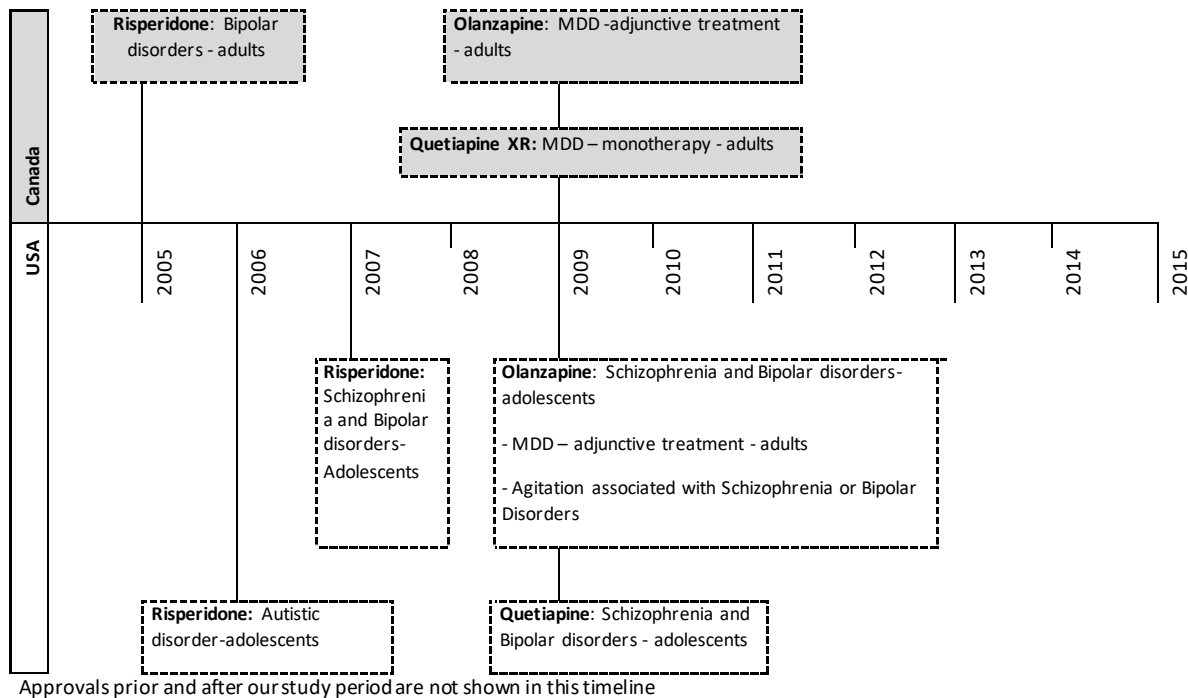 Risperidone: Bipolar
disorders - adults
Olanzapine: MDD -adjunctive treatment
- adults
Quetiapine XR: MDD – monotherapy - adults
Canada
USA
2005
2006
2007
2008
2009
2010
2011
2012
2013
2014
2015
Risperidone:
Schizophreni
a and Bipolar
disorders-
Adolescents
Olanzapine: Schizophrenia and Bipolar disorders-
adolescents
- MDD – adjunctive treatment - adults
- Agitation associated with Schizophrenia or Bipolar
Disorders
Risperidone: Autistic
disorder-adolescents
Quetiapine: Schizophrenia and
Bipolar disorders - adolescents
Approvals prior and after our study period are not shown in this timeline